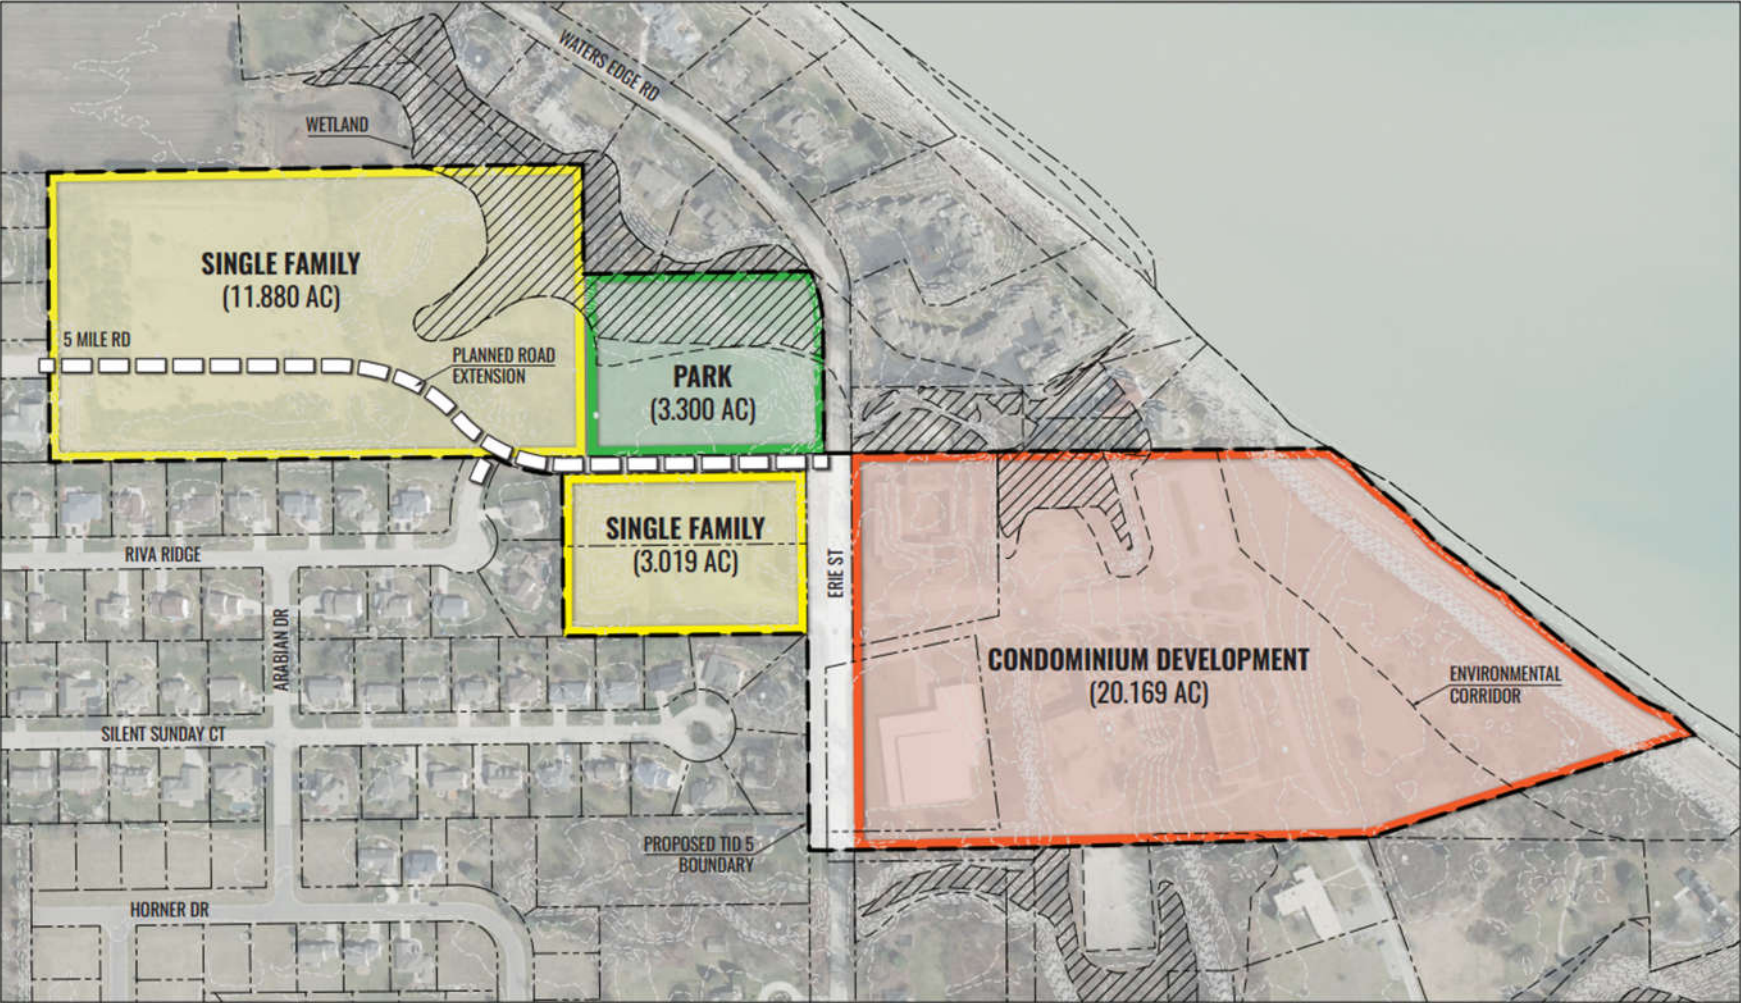 WATERS EDGE RD
WETLAND
SINGLE FAMILY
(11.880 AC)
5 MILE RD
PLANNED ROAD
EXTENSION
PARK
(3.300 AC)
SINGLE FAMILY
(3.019 AC)
ERIE ST
RIVA RIDGE
ARABIAN DR
CONDOMINIUM DEVELOPMENT
(20.169 AC)
ENVIRONMENTAL
CORRIDOR
SILENT SUNDAY CT
PROPOSED TID 5
BOUNDARY
HORNER DR